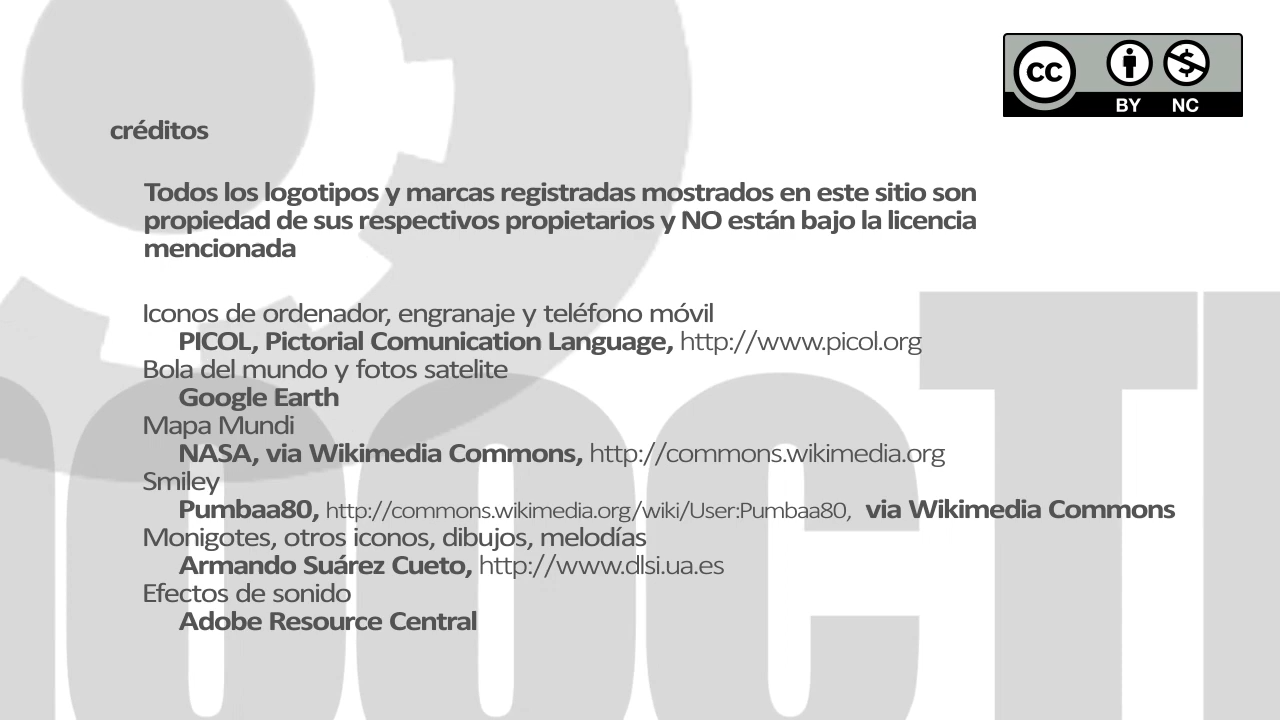 cc
BY NC
créditos
Todos los logotipos y marcas registradas mostrados en este sitio son
propiedad de sus respectivos propietarios y NO están bajo la licencia
mencionada
Iconos de ordenador, engranaje y teléfono móvil
PICOL, Pictorial Comunication Language, http://www.picol.org
Bola del mundo y fotos satelite
Google Earth
Mapa Mundi
NASA, via Wikimedia Commons, http://commons.wikimedia.org
Smiley
Pumbaa80, http://commons.wikimedia.org/wiki/User:Pumbaa80, via Wikimedia Commons
Monigotes, otros iconos, dibujos, melodías
Armando Suárez Cueto, http://www.dlsi.ua.es
Efectos de sonido
Adobe Resource Central